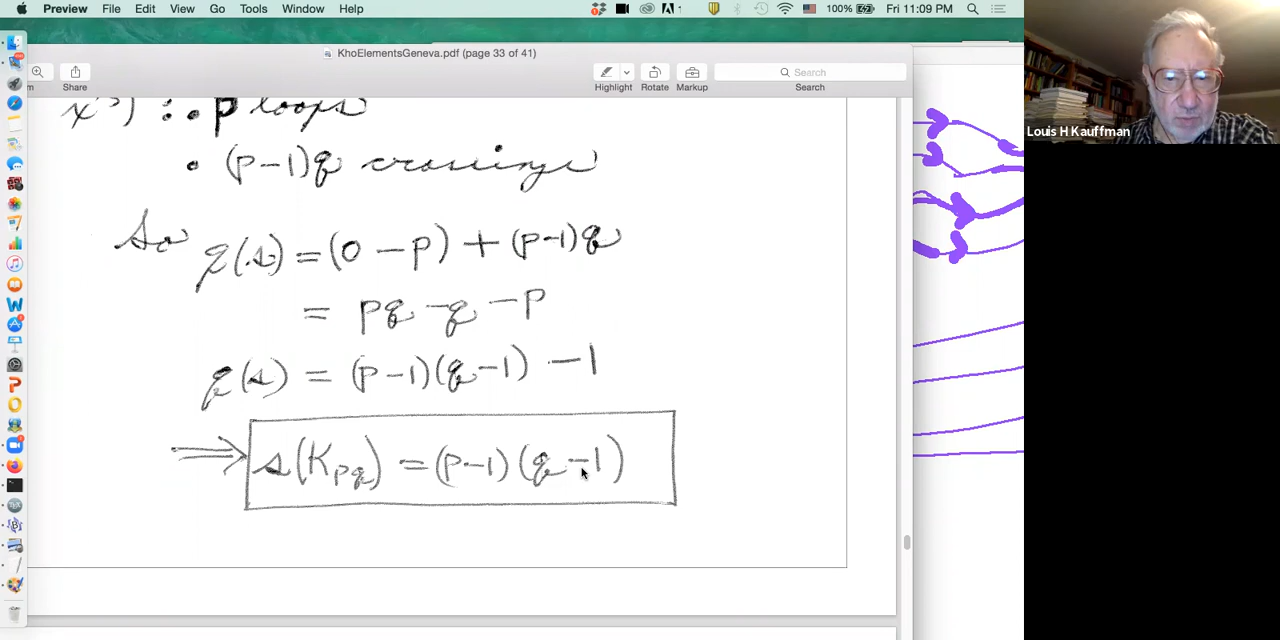 Preview File Edit View Go Tools Window Help 100% Fri 11:09 PM
KhoElementsGeneva.pdf (page 33 of 41)
Share Highlight Rotate Markup Search
Search
Louis H Kauffman
: • p loops
• (p-1)q crossings
So q(s) = (0 - p) + (p-1)q
= pq - q - p
q(s) = (p-1)(q-1) - 1
⟹ s(K_pq) = (p-1)(q-1)